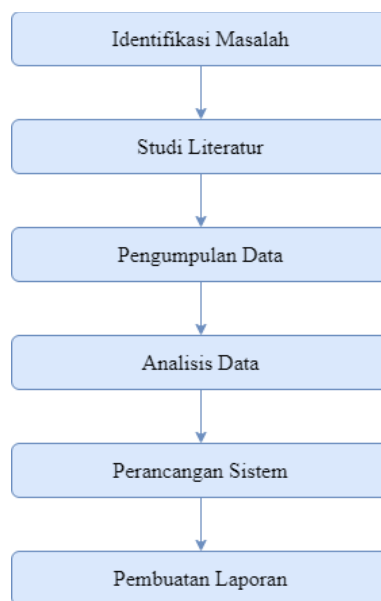 Identifikasi Masalah
Studi Literatur
Pengumpulan Data
Analisis Data
Perancangan Sistem
Pembuatan Laporan